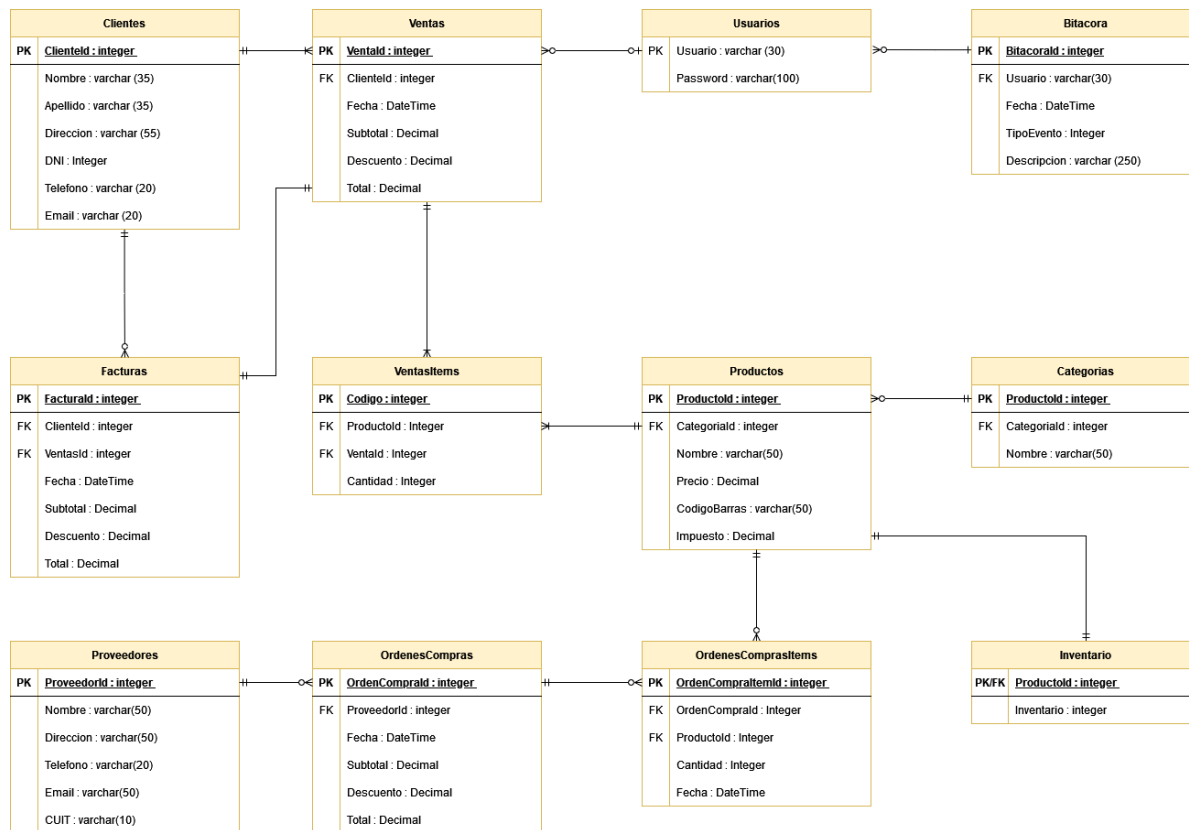 Clientes
PK ClienteId : integer
Nombre : varchar (35)
Apellido : varchar (35)
Direccion : varchar (55)
DNI : Integer
Telefono : varchar (20)
Email : varchar (20)
Ventas
PK VentaId : integer
FK ClienteId : integer
Fecha : DateTime
Subtotal : Decimal
Descuento : Decimal
Total : Decimal
Usuarios
PK Usuario : varchar (30)
Password : varchar(100)
Bitacora
PK BitacoraId : integer
FK Usuario : varchar(30)
Fecha : DateTime
TipoEvento : Integer
Descripcion : varchar (250)
Facturas
PK FacturaId : integer
FK ClienteId : integer
FK VentasId : integer
Fecha : DateTime
Subtotal : Decimal
Descuento : Decimal
Total : Decimal
VentasItems
PK Codigo : integer
FK ProductoId : Integer
FK VentaId : Integer
Cantidad : Integer
Productos
PK ProductoId : integer
FK CategoriaId : integer
Nombre : varchar(50)
Precio : Decimal
CodigoBarras : varchar(50)
Impuesto : Decimal
Categorias
PK ProductoId : integer
FK CategoriaId : integer
Nombre : varchar(50)
Proveedores
PK ProveedorId : integer
Nombre : varchar(50)
Direccion : varchar(50)
Telefono : varchar(20)
Email : varchar(50)
CUIT : varchar(10)
OrdenesCompras
PK OrdenCompraId : integer
FK ProveedorId : integer
Fecha : DateTime
Subtotal : Decimal
Descuento : Decimal
Total : Decimal
OrdenesComprasItems
PK OrdenCompraItemId : integer
FK OrdenCompraId : Integer
FK ProductoId : Integer
Cantidad : Integer
Fecha : DateTime
Inventario
PK/FK ProductoId : integer
Inventario : integer